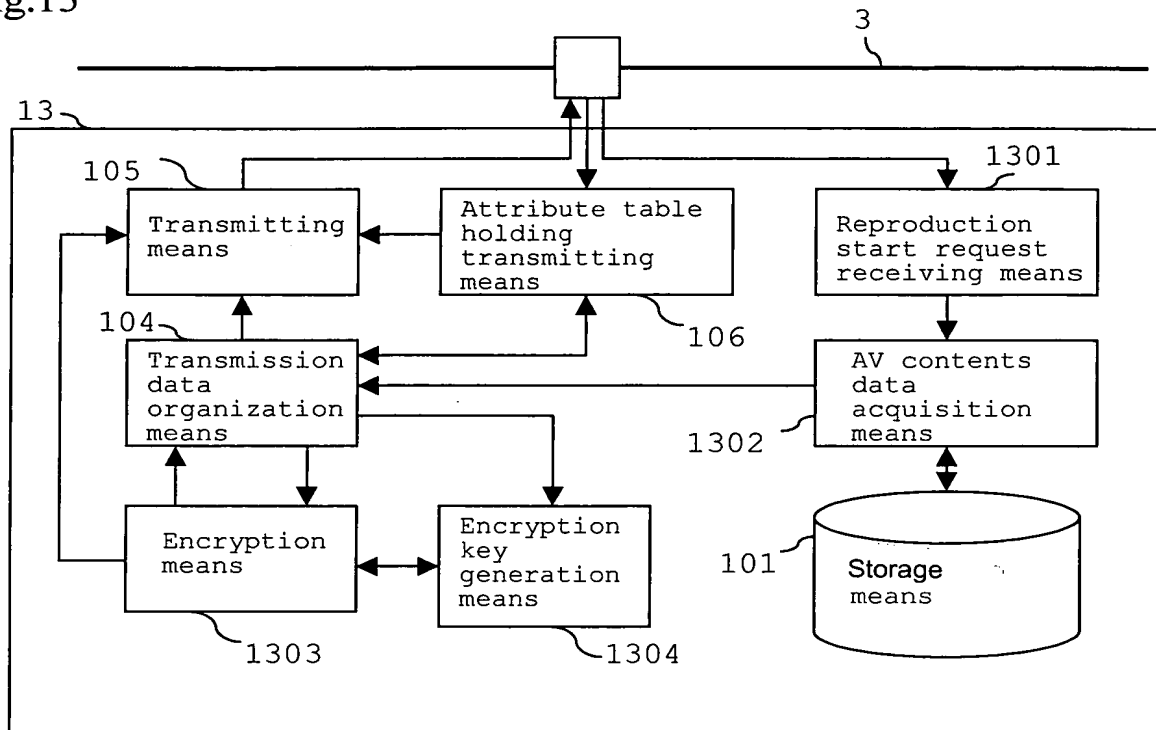 g.13
3
13
105
1301
Transmitting
means
Attribute table
holding
transmitting
means
Reproduction
start request
receiving means
104
106
Transmission
data
organization
means
AV contents
data
acquisition
means
1302
Encryption
means
Encryption
key
generation
means
101
Storage
means
1303
1304